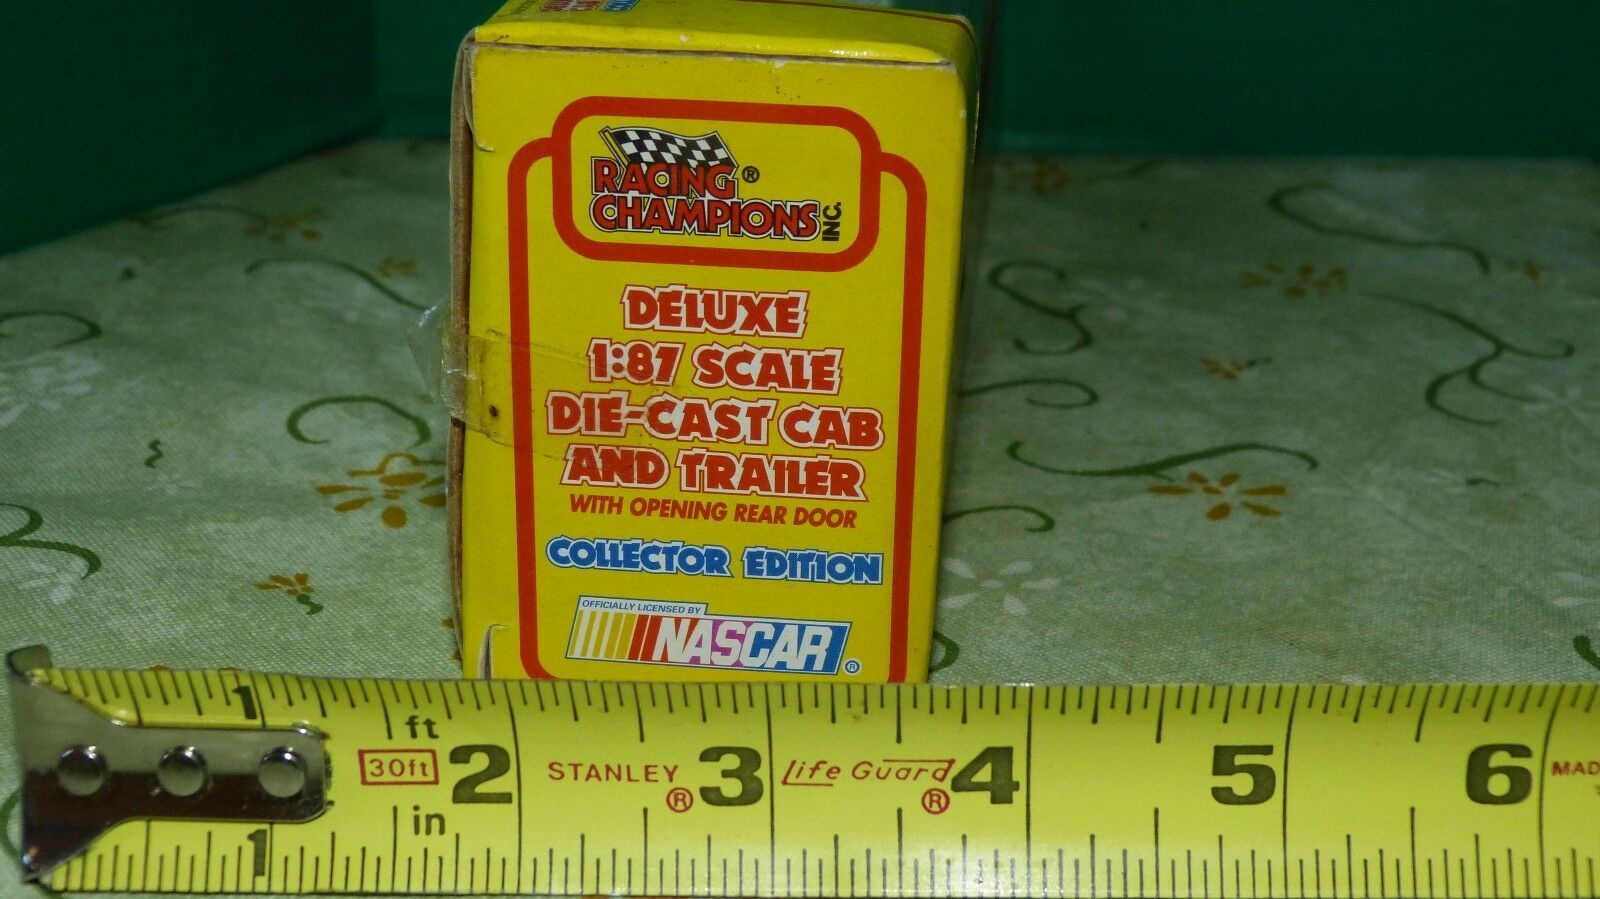 RACING ®
CHAMPIONS INC.
DELUXE
1:87 SCALE
DIE-CAST CAB
AND TRAILER
WITH OPENING REAR DOOR
COLLECTOR EDITION
OFFICIALLY LICENSED BY
NASCAR ®
1 ft
30ft 2 STANLEY ® 3 Life Guard ® 4 5 6 MAD
1 in